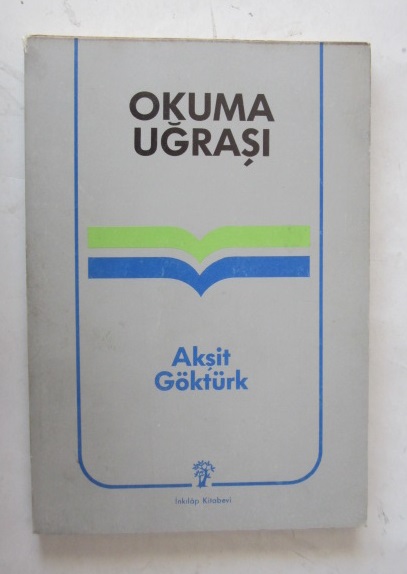 OKUMA
UĞRAŞI
Akşit
Göktürk
İnkılâp Kitabevi